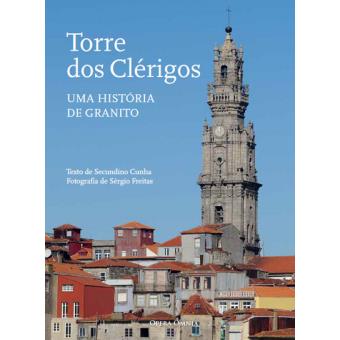 Torre
dos Clérigos
UMA HISTÓRIA
DE GRANITO
Texto de Secundino Cunha
Fotografia de Sérgio Freitas
OPERA OMNIA